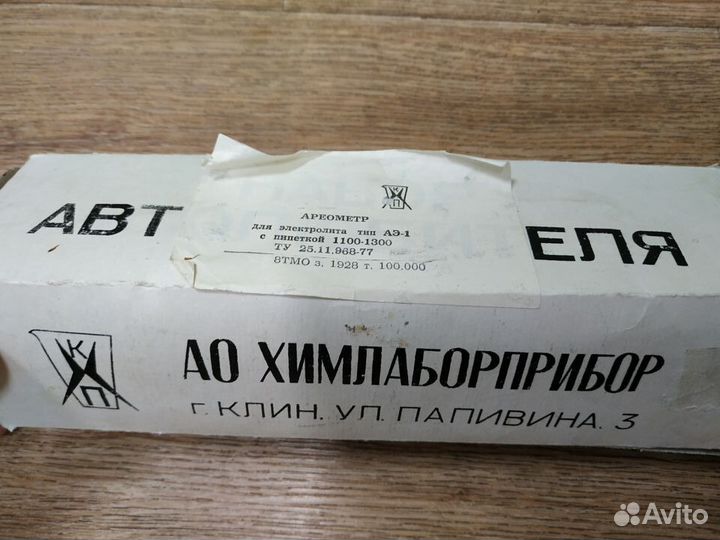 АВТ
ЕЛЯ
К
Х
П
АРЕОМЕТР
для электролита тип АЭ-1
с пипеткой 1100-1300
ТУ 25.11.968-77
8ТМО з. 1928 т. 100.000
К
Х
П
АО ХИМЛАБОРПРИБОР
Г. КЛИН. УЛ. ПАПИВИНА. 3
Avito